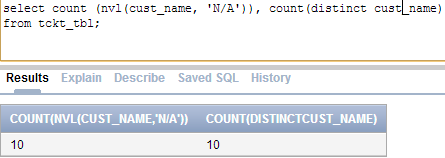 select count (nvl(cust_name, 'N/A')), count(distinct cust_name)
from tckt_tbl;
Results Explain Describe Saved SQL History
COUNT(NVL(CUST_NAME,'N/A')) COUNT(DISTINCTCUST_NAME)
10 10